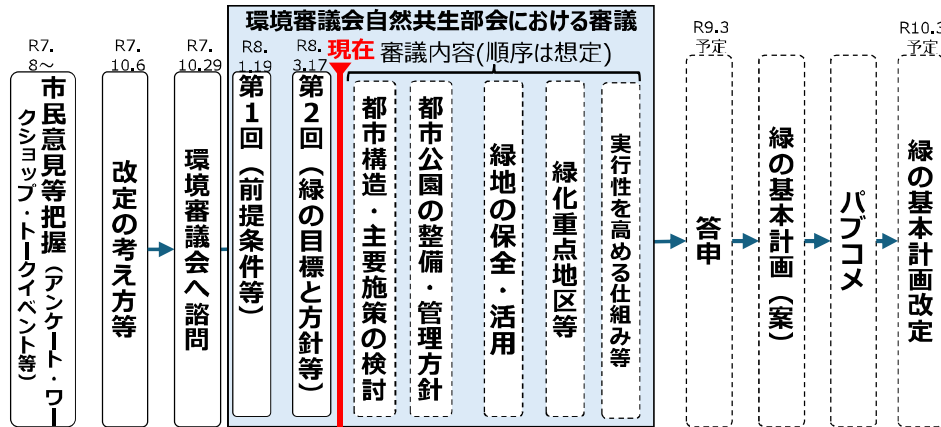 環境審議会自然共生部会における審議
R7.
8~
市民意見等把握（アンケート・ワー
クショップ・トークイベント等）
R7.
10.6
改定の考え方等
R7.
10.29
環境審議会へ諮問
R8.
1.19
第1回（前提条件等）
R8.
3.17
第2回（緑の目標と方針等）
現在
審議内容(順序は想定)
都市構造・主要施策の検討
都市公園の整備・管理方針
緑地の保全・活用
緑化重点地区等
実行性を高める仕組み等
R9.3
予定
答申
緑の基本計画（案）
パブコメ
R10.3
予定
緑の基本計画改定